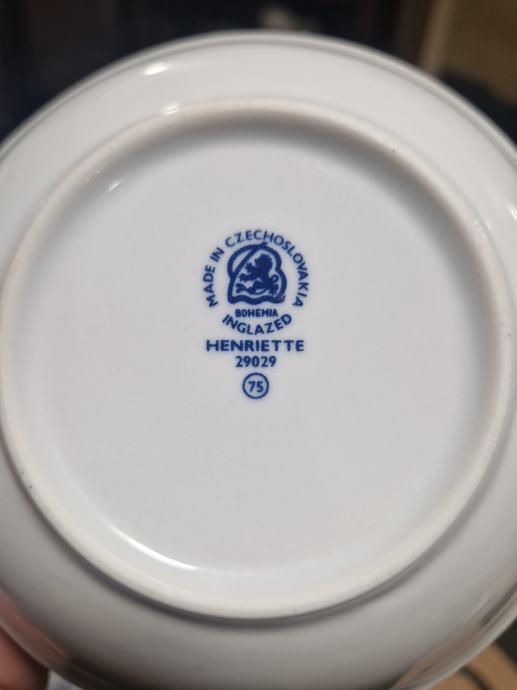 MADE IN CZECHOSLOVAKIA
BOHEMIA
INGLAZED
HENRIETTE
29029
75